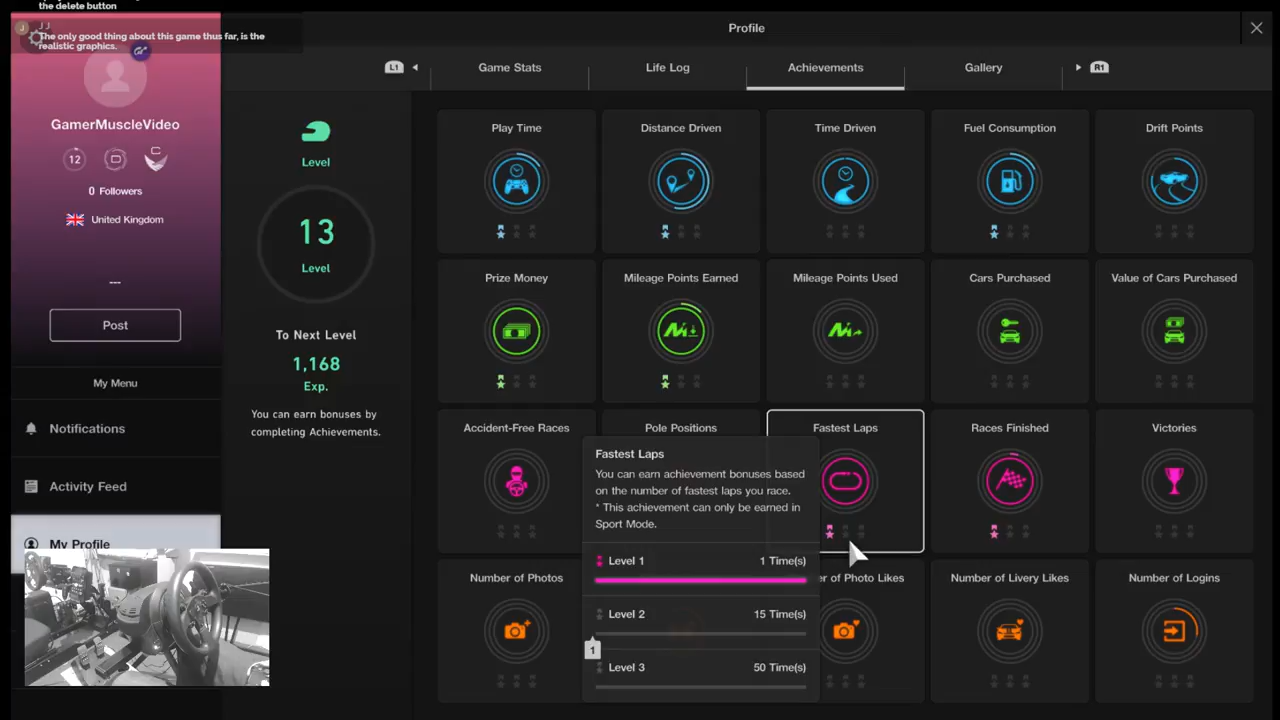 the delete button
J J
The only good thing about this game thus far, is the
realistic graphics.
Profile
L1
Game Stats
Life Log
Achievements
Gallery
R1
GamerMuscleVideo
12
C
0 Followers
United Kingdom
---
Post
My Menu
Notifications
Activity Feed
My Profile
Level
13
Level
To Next Level
1,168
Exp.
You can earn bonuses by
completing Achievements.
Play Time
Distance Driven
Time Driven
Fuel Consumption
Drift Points
Prize Money
Mileage Points Earned
Mileage Points Used
Cars Purchased
Value of Cars Purchased
Accident-Free Races
Pole Positions
Fastest Laps
Races Finished
Victories
Fastest Laps
You can earn achievement bonuses based
on the number of fastest laps you race.
* This achievement can only be earned in
Sport Mode.
Level 1 1 Time(s)
Level 2 15 Time(s)
1
Level 3 50 Time(s)
Number of Photos
r of Photo Likes
Number of Livery Likes
Number of Logins